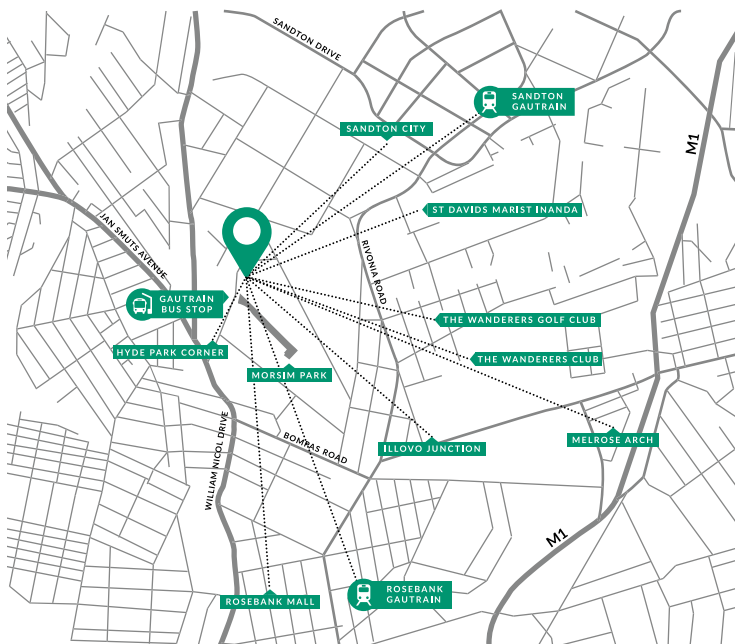 SANDTON DRIVE
SANDTON
GAUTRAIN
SANDTON CITY
M1
ST DAVIDS MARIST INANDA
JAN SMUTS AVENUE
RIVONIA ROAD
GAUTRAIN
BUS STOP
THE WANDERERS GOLF CLUB
HYDE PARK CORNER
THE WANDERERS CLUB
MORSIM PARK
BOMPAS ROAD
ILLOVO JUNCTION
MELROSE ARCH
WILLIAM NICOL DRIVE
M1
ROSEBANK MALL
ROSEBANK
GAUTRAIN